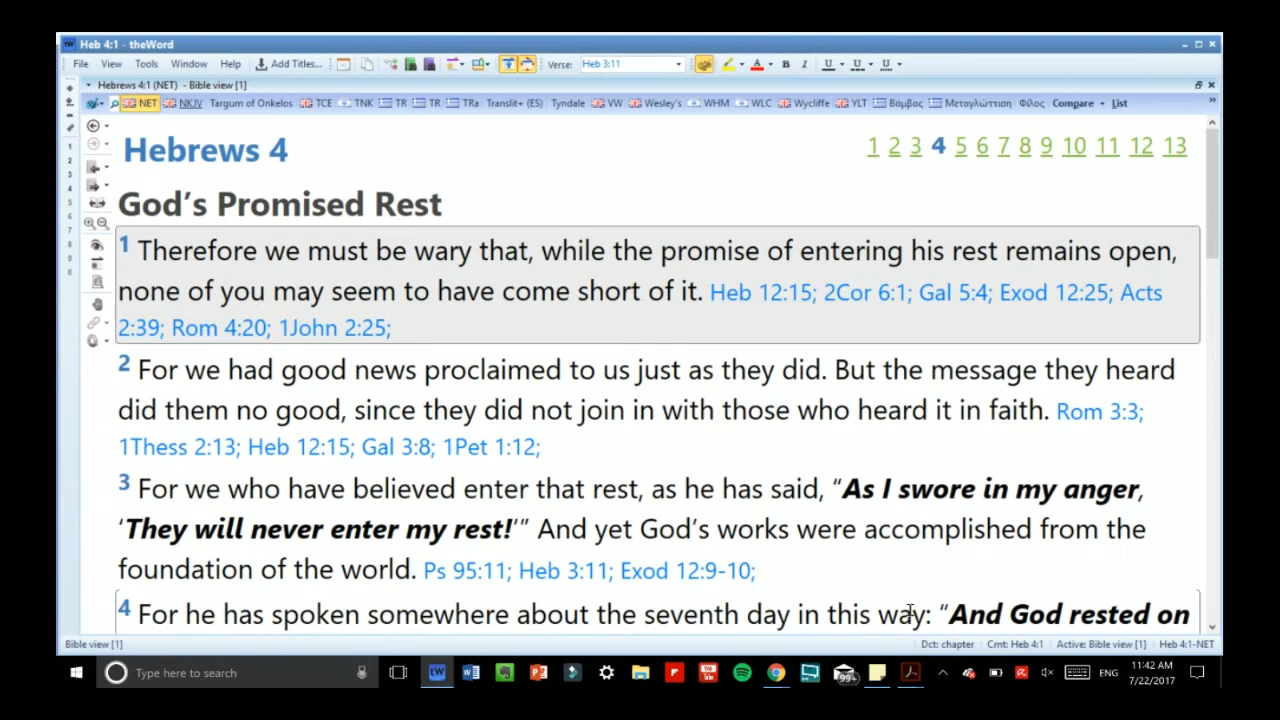 Heb 4:1 - theWord
File View Tools Window Help Add Titles... Verse: Heb 3:11 A B I U U U
Hebrews 4:1 (NET) - Bible view [1]
NET NKJV Targum of Onkelos TCE TNK TR TR TRa Translit+ (ES) Tyndale VW Wesley's WHM WLC Wycliffe YLT Βάμβας Μεταγλώττιση Φίλος Compare List
Hebrews 4
1 2 3 4 5 6 7 8 9 10 11 12 13
God's Promised Rest
1 Therefore we must be wary that, while the promise of entering his rest remains open,
none of you may seem to have come short of it. Heb 12:15; 2Cor 6:1; Gal 5:4; Exod 12:25; Acts
2:39; Rom 4:20; 1John 2:25;
2 For we had good news proclaimed to us just as they did. But the message they heard
did them no good, since they did not join in with those who heard it in faith. Rom 3:3;
1Thess 2:13; Heb 12:15; Gal 3:8; 1Pet 1:12;
3 For we who have believed enter that rest, as he has said, “As I swore in my anger,
‘They will never enter my rest!’” And yet God’s works were accomplished from the
foundation of the world. Ps 95:11; Heb 3:11; Exod 12:9-10;
4 For he has spoken somewhere about the seventh day in this way: “And God rested on
Bible view [1] Dct: chapter Cmt: Heb 4:1 Active: Bible view [1] Heb 4:1-NET
Type here to search 99+ ENG 11:42 AM
7/22/2017